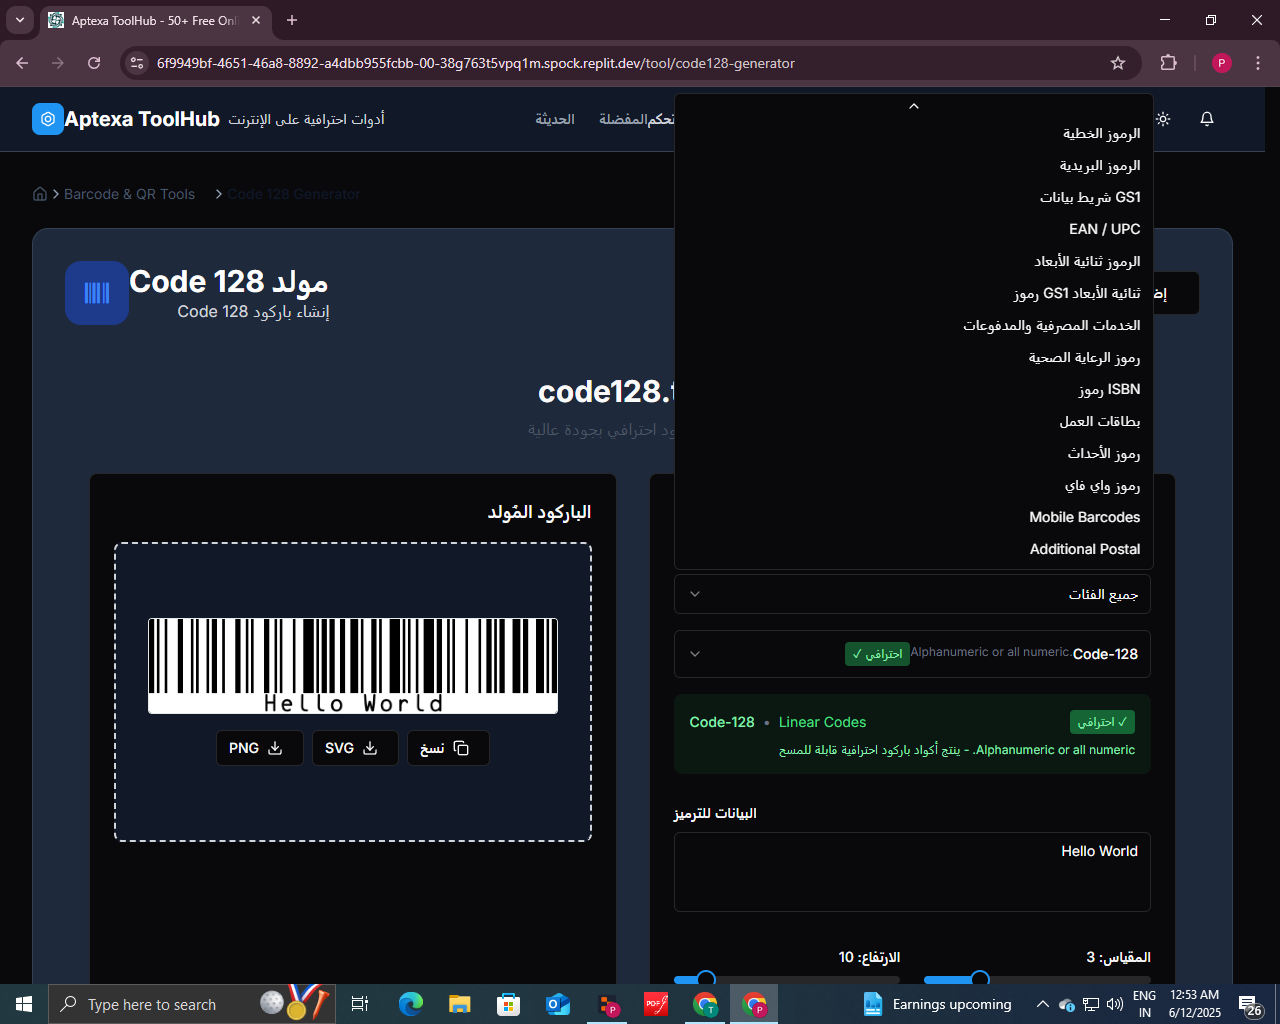 Aptexa ToolHub - 50+ Free Onl
6f9949bf-4651-46a8-8892-a4dbb955fcbb-00-38g763t5vpq1m.spock.replit.dev/tool/code128-generator
P
Aptexa ToolHub
أدوات احترافية على الإنترنت
الحديثة
المفضلة
Barcode & QR Tools
Code 128 Generator
مولد Code 128
إنشاء باركود Code 128
الرموز الخطية
الرموز البريدية
GS1 شريط بيانات
EAN / UPC
الرموز ثنائية الأبعاد
ثنائية الأبعاد GS1 رموز
الخدمات المصرفية والمدفوعات
رموز الرعاية الصحية
ISBN رموز
بطاقات العمل
رموز الأحداث
رموز واي فاي
Mobile Barcodes
Additional Postal
code128.
احترافي بجودة عالية
الباركود المُولد
Hello World
PNG
SVG
نسخ
جميع الفئات
Code-128
Alphanumeric or all numeric.
احترافي ✓
Code-128 • Linear Codes
✓ احترافي
Alphanumeric or all numeric. - ينتج أكواد باركود احترافية قابلة للمسح
البيانات للترميز
Hello World
المقياس: 3
الارتفاع: 10
Type here to search
Earnings upcoming
ENG
IN
12:53 AM
6/12/2025
26